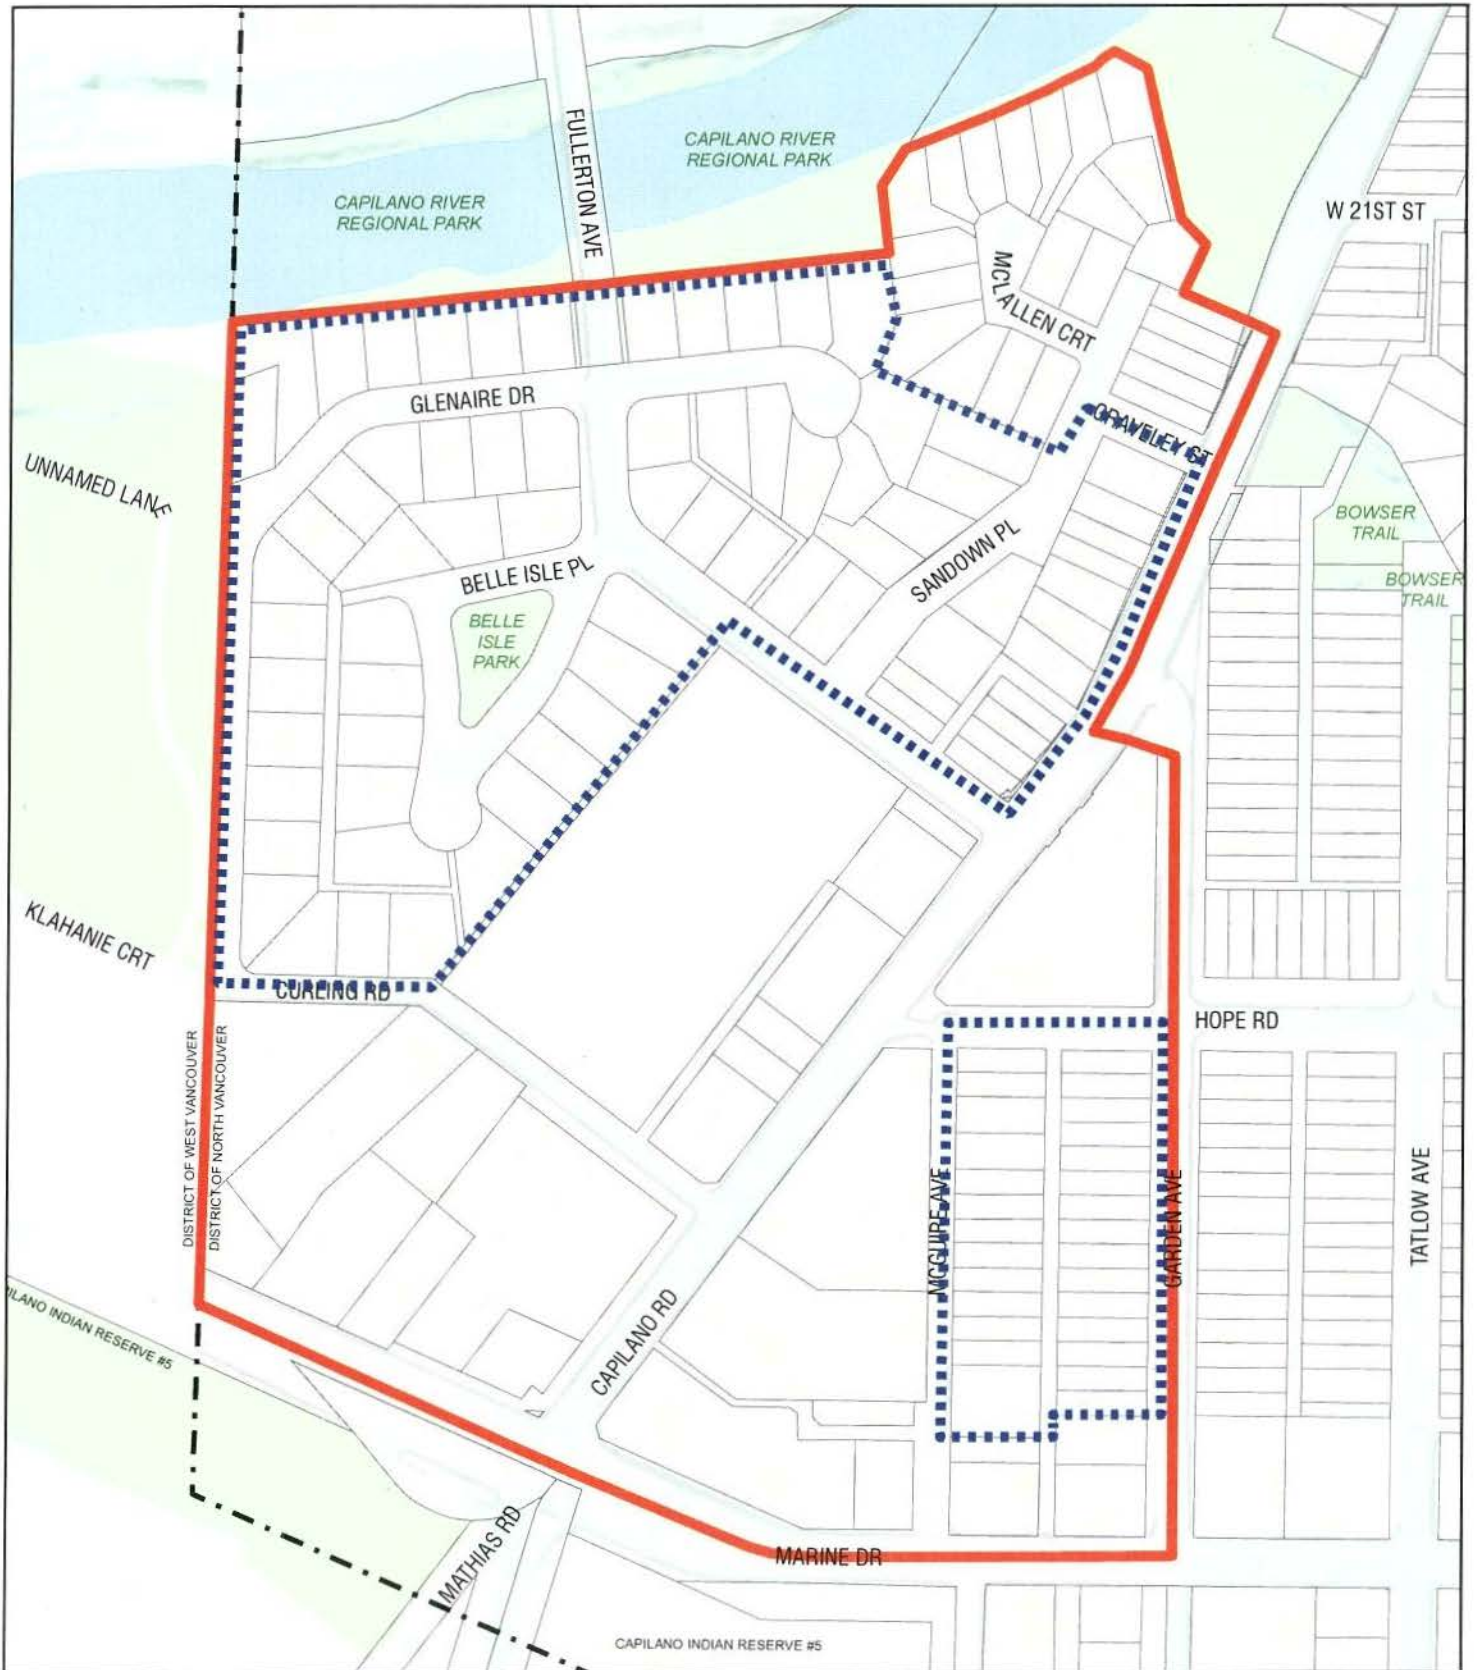 FULLERTON AVE
CAPILANO RIVER
REGIONAL PARK
CAPILANO RIVER
REGIONAL PARK
W 21ST ST
MCLALLEN CRT
GLENAIRE DR
CRAVELEY ST
UNNAMED LANE
BOWSER
TRAIL
SANDOWN PL
BELLE ISLE PL
BOWSER
TRAIL
BELLE
ISLE
PARK
KLAHANIE CRT
CURLING RD
HOPE RD
DISTRICT OF WEST VANCOUVER
DISTRICT OF NORTH VANCOUVER
MCGUIRE AVE
GARDEN AVE
TATLOW AVE
CAPILANO RD
PILANO INDIAN RESERVE #5
MATHIAS RD
MARINE DR
CAPILANO INDIAN RESERVE #5